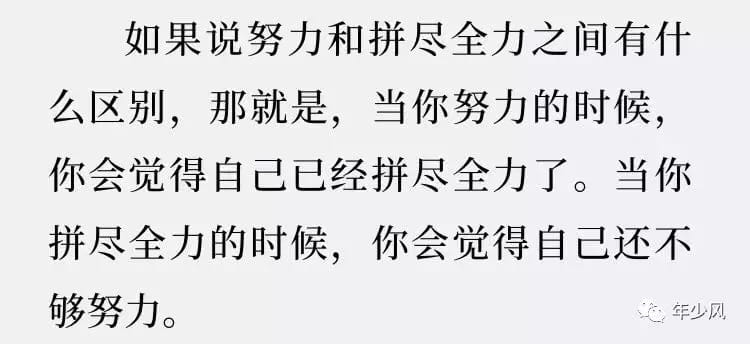 如果说努力和拼尽全力之间有什
么区别，那就是，当你努力的时候，
你会觉得自己已经拼尽全力了。当你
拼尽全力的时候，你会觉得自己还不
够努力。
年少风